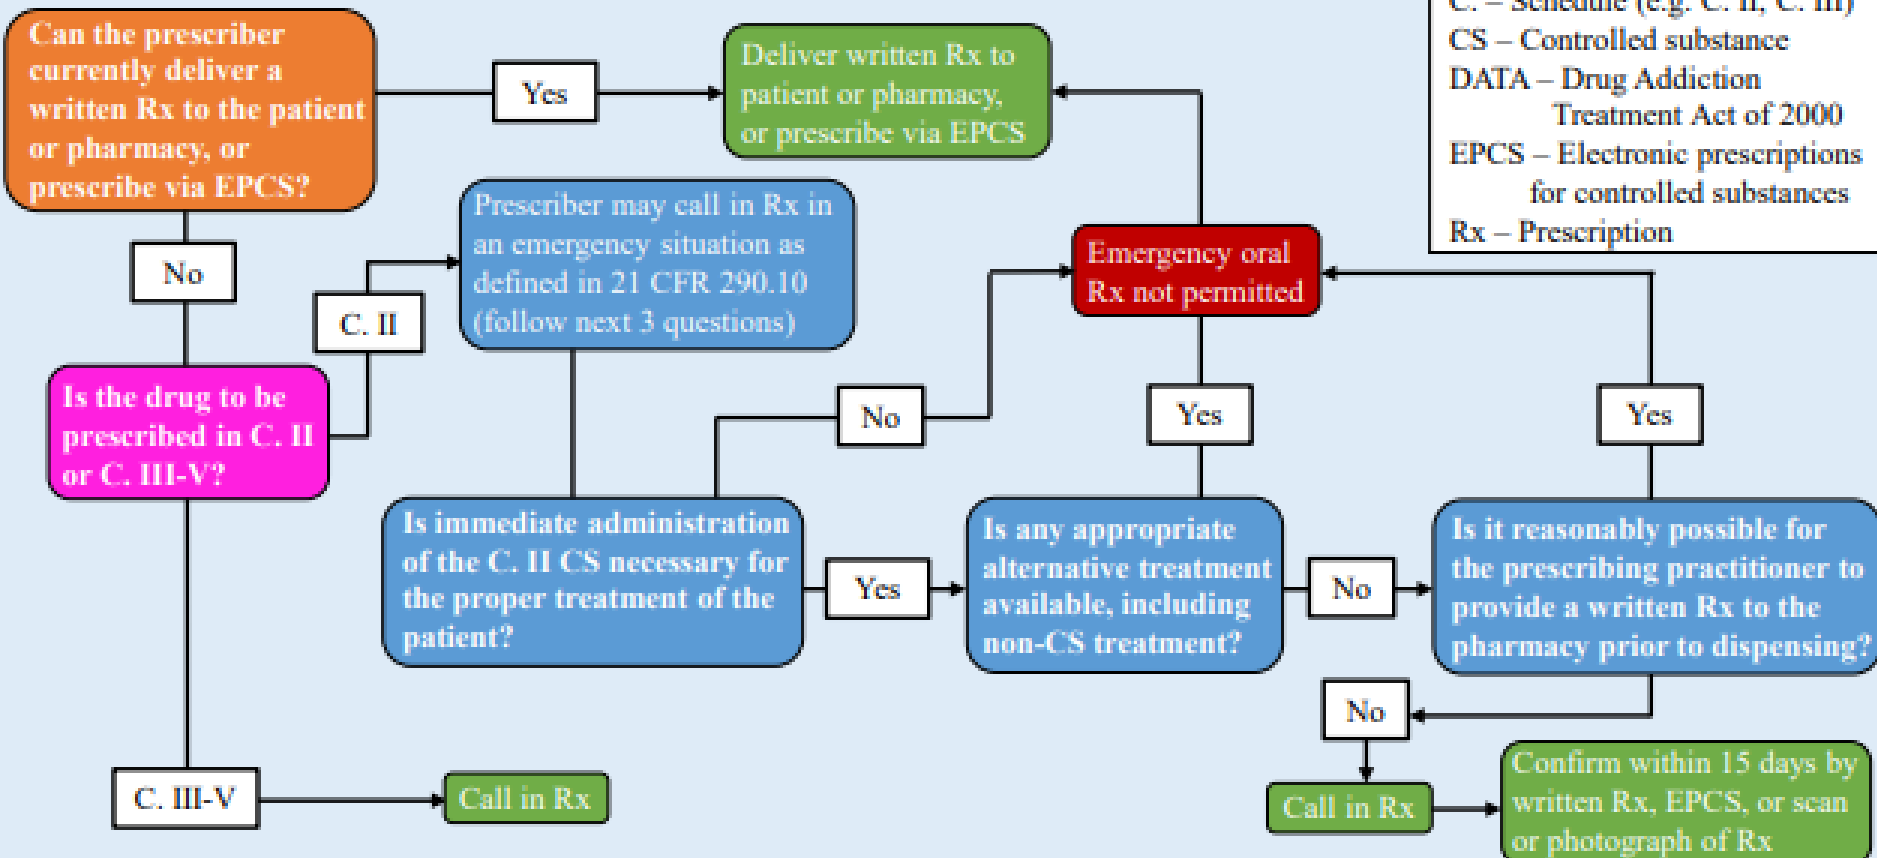 Can the prescriber
currently deliver a
written Rx to the patient
or pharmacy, or
prescribe via EPCS?
Yes
Deliver written Rx to
patient or pharmacy,
or prescribe via EPCS
C. – Schedule (e.g. C. II, C. III)
CS – Controlled substance
DATA – Drug Addiction
Treatment Act of 2000
EPCS – Electronic prescriptions
for controlled substances
Rx – Prescription
No
C. II
Prescriber may call in Rx in
an emergency situation as
defined in 21 CFR 290.10
(follow next 3 questions)
Emergency oral
Rx not permitted
Is the drug to be
prescribed in C. II
or C. III-V?
No
Yes
Yes
Is immediate administration
of the C. II CS necessary for
the proper treatment of the
patient?
Yes
Is any appropriate
alternative treatment
available, including
non-CS treatment?
No
Is it reasonably possible for
the prescribing practitioner to
provide a written Rx to the
pharmacy prior to dispensing?
No
C. III-V
Call in Rx
Call in Rx
Confirm within 15 days by
written Rx, EPCS, or scan
or photograph of Rx